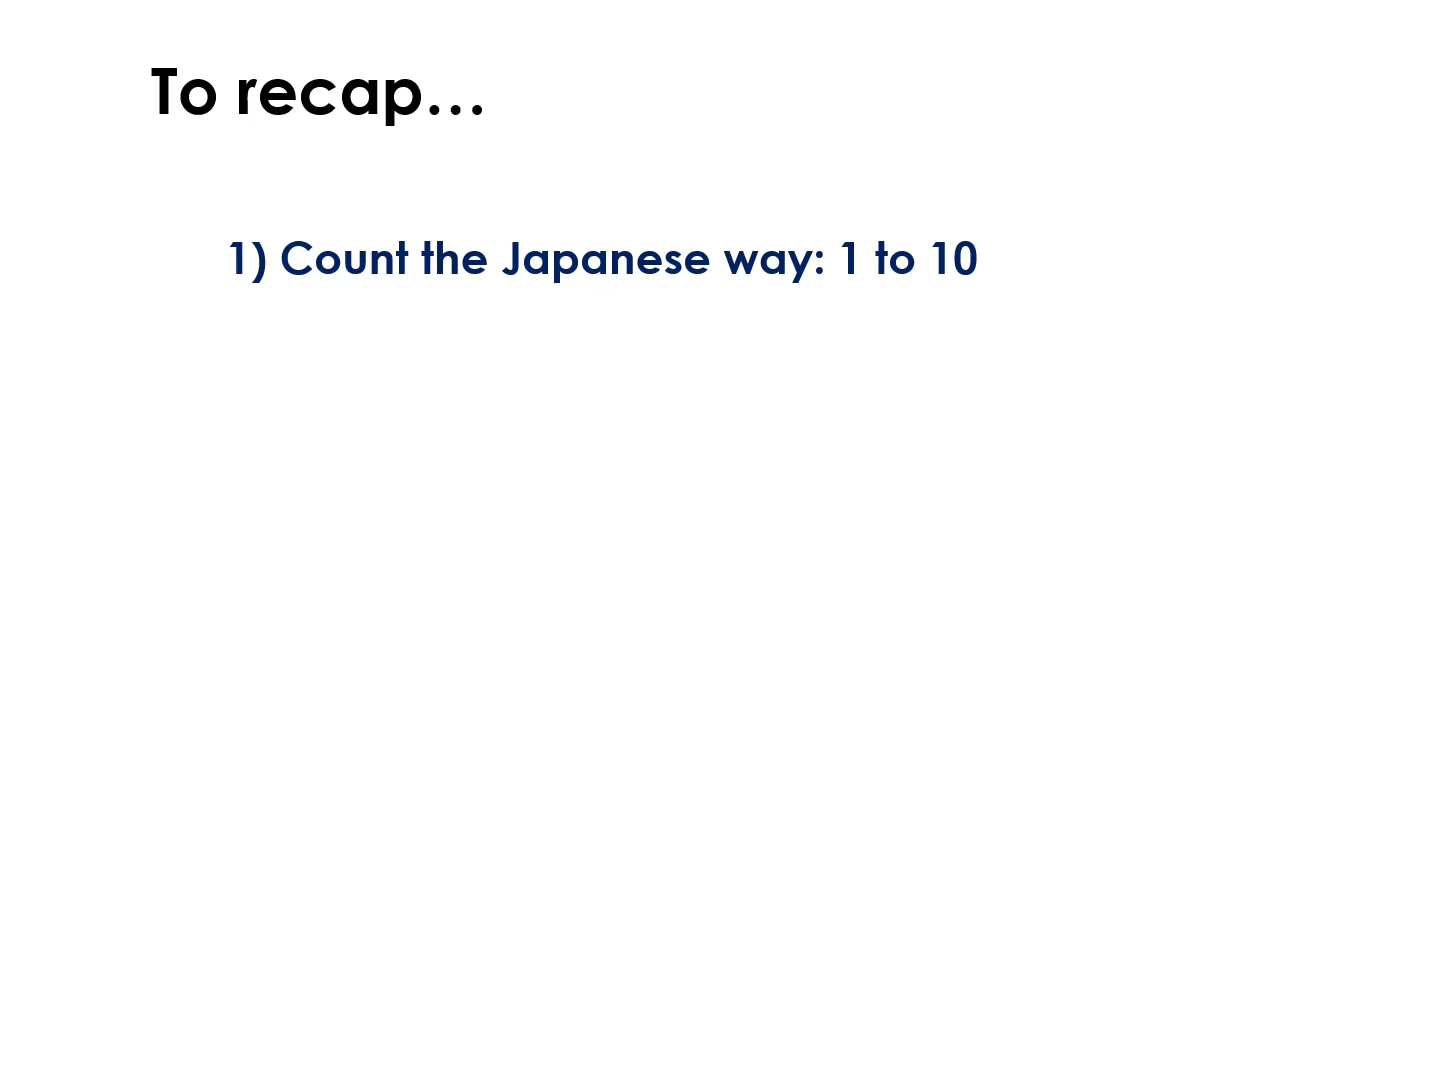 To recap…
1) Count the Japanese way: 1 to 10